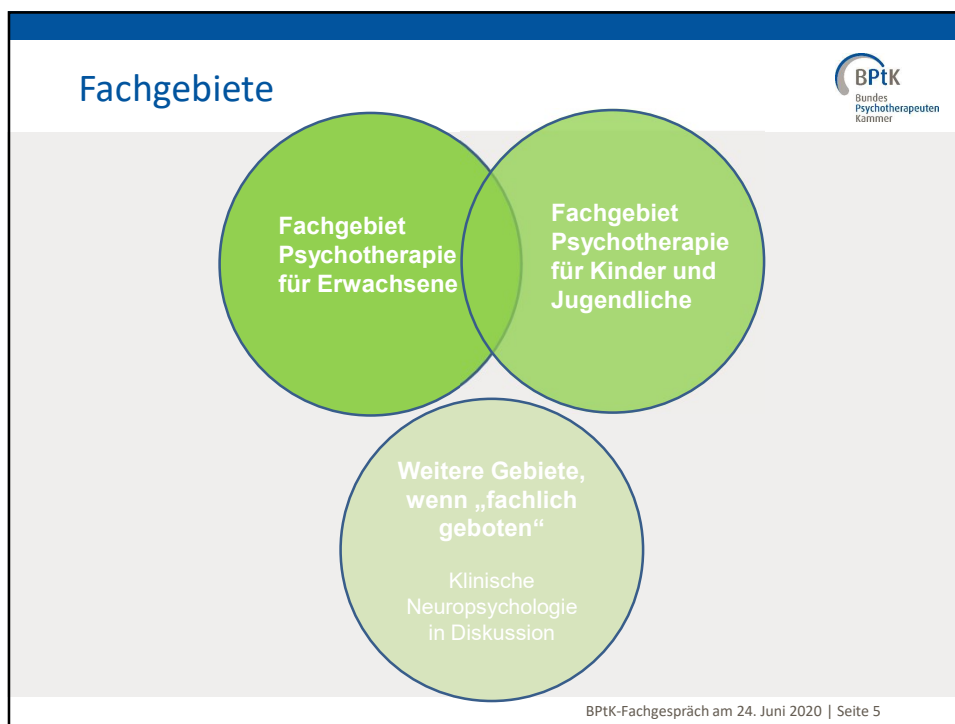 Fachgebiete
BPtK
Bundes
Psychotherapeuten
Kammer
Fachgebiet
Psychotherapie
für Erwachsene
Fachgebiet
Psychotherapie
für Kinder und
Jugendliche
Weitere Gebiete,
wenn „fachlich
geboten“
Klinische
Neuropsychologie
in Diskussion
BPtK-Fachgespräch am 24. Juni 2020 | Seite 5